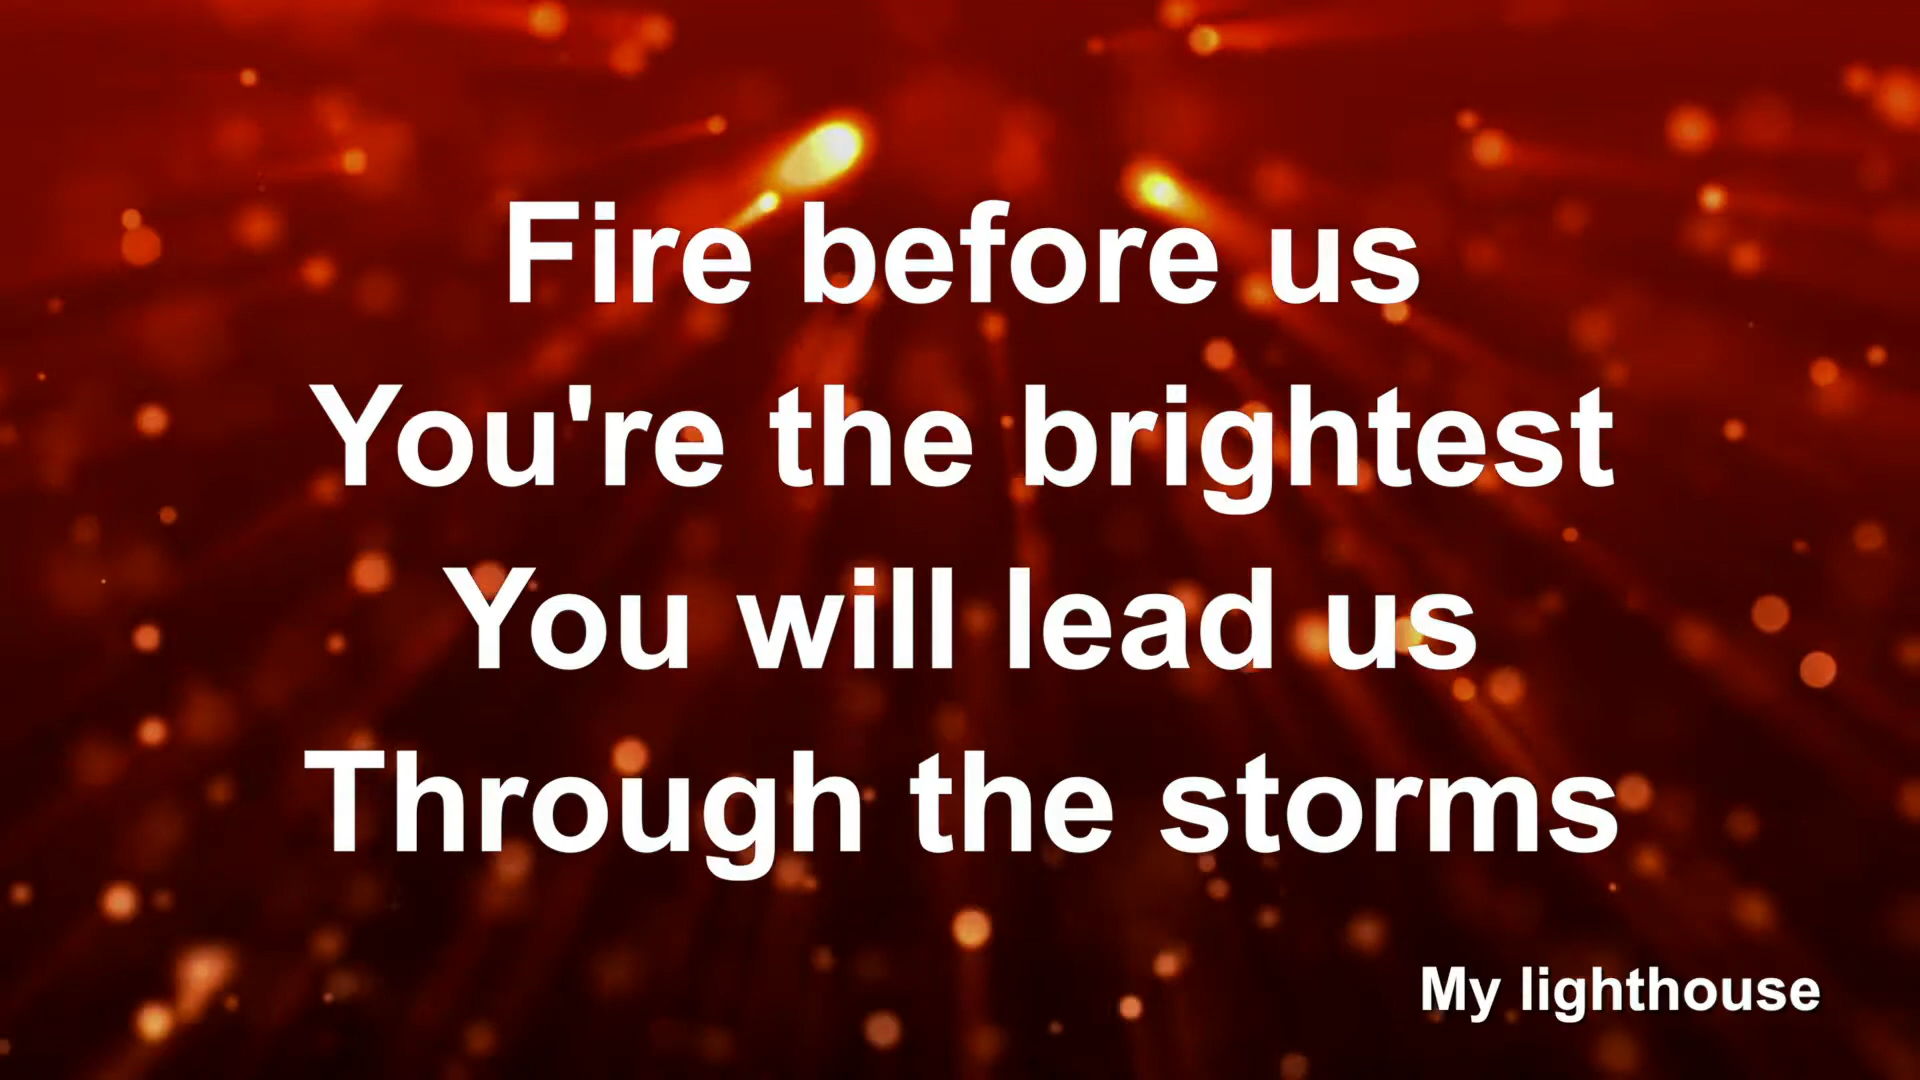 Fire before us
You're the brightest
You will lead us
Through the storms
My lighthouse